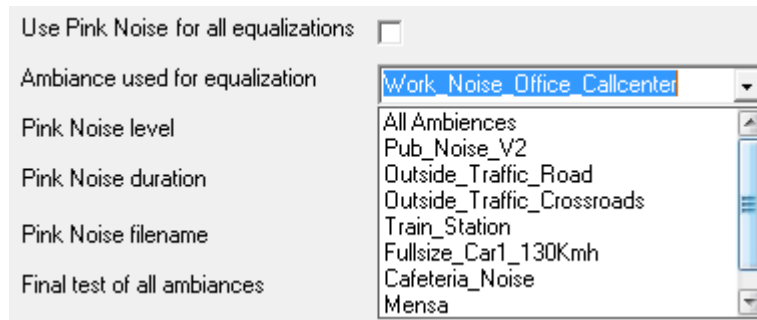 Use Pink Noise for all equalizations
Ambiance used for equalization
Work_Noise_Office_Callcenter
Pink Noise level
All Ambiences
Pub_Noise_V2
Pink Noise duration
Outside_Traffic_Road
Outside_Traffic_Crossroads
Pink Noise filename
Train_Station
Fullsize_Car1_130Kmh
Final test of all ambiances
Cafeteria_Noise
Mensa